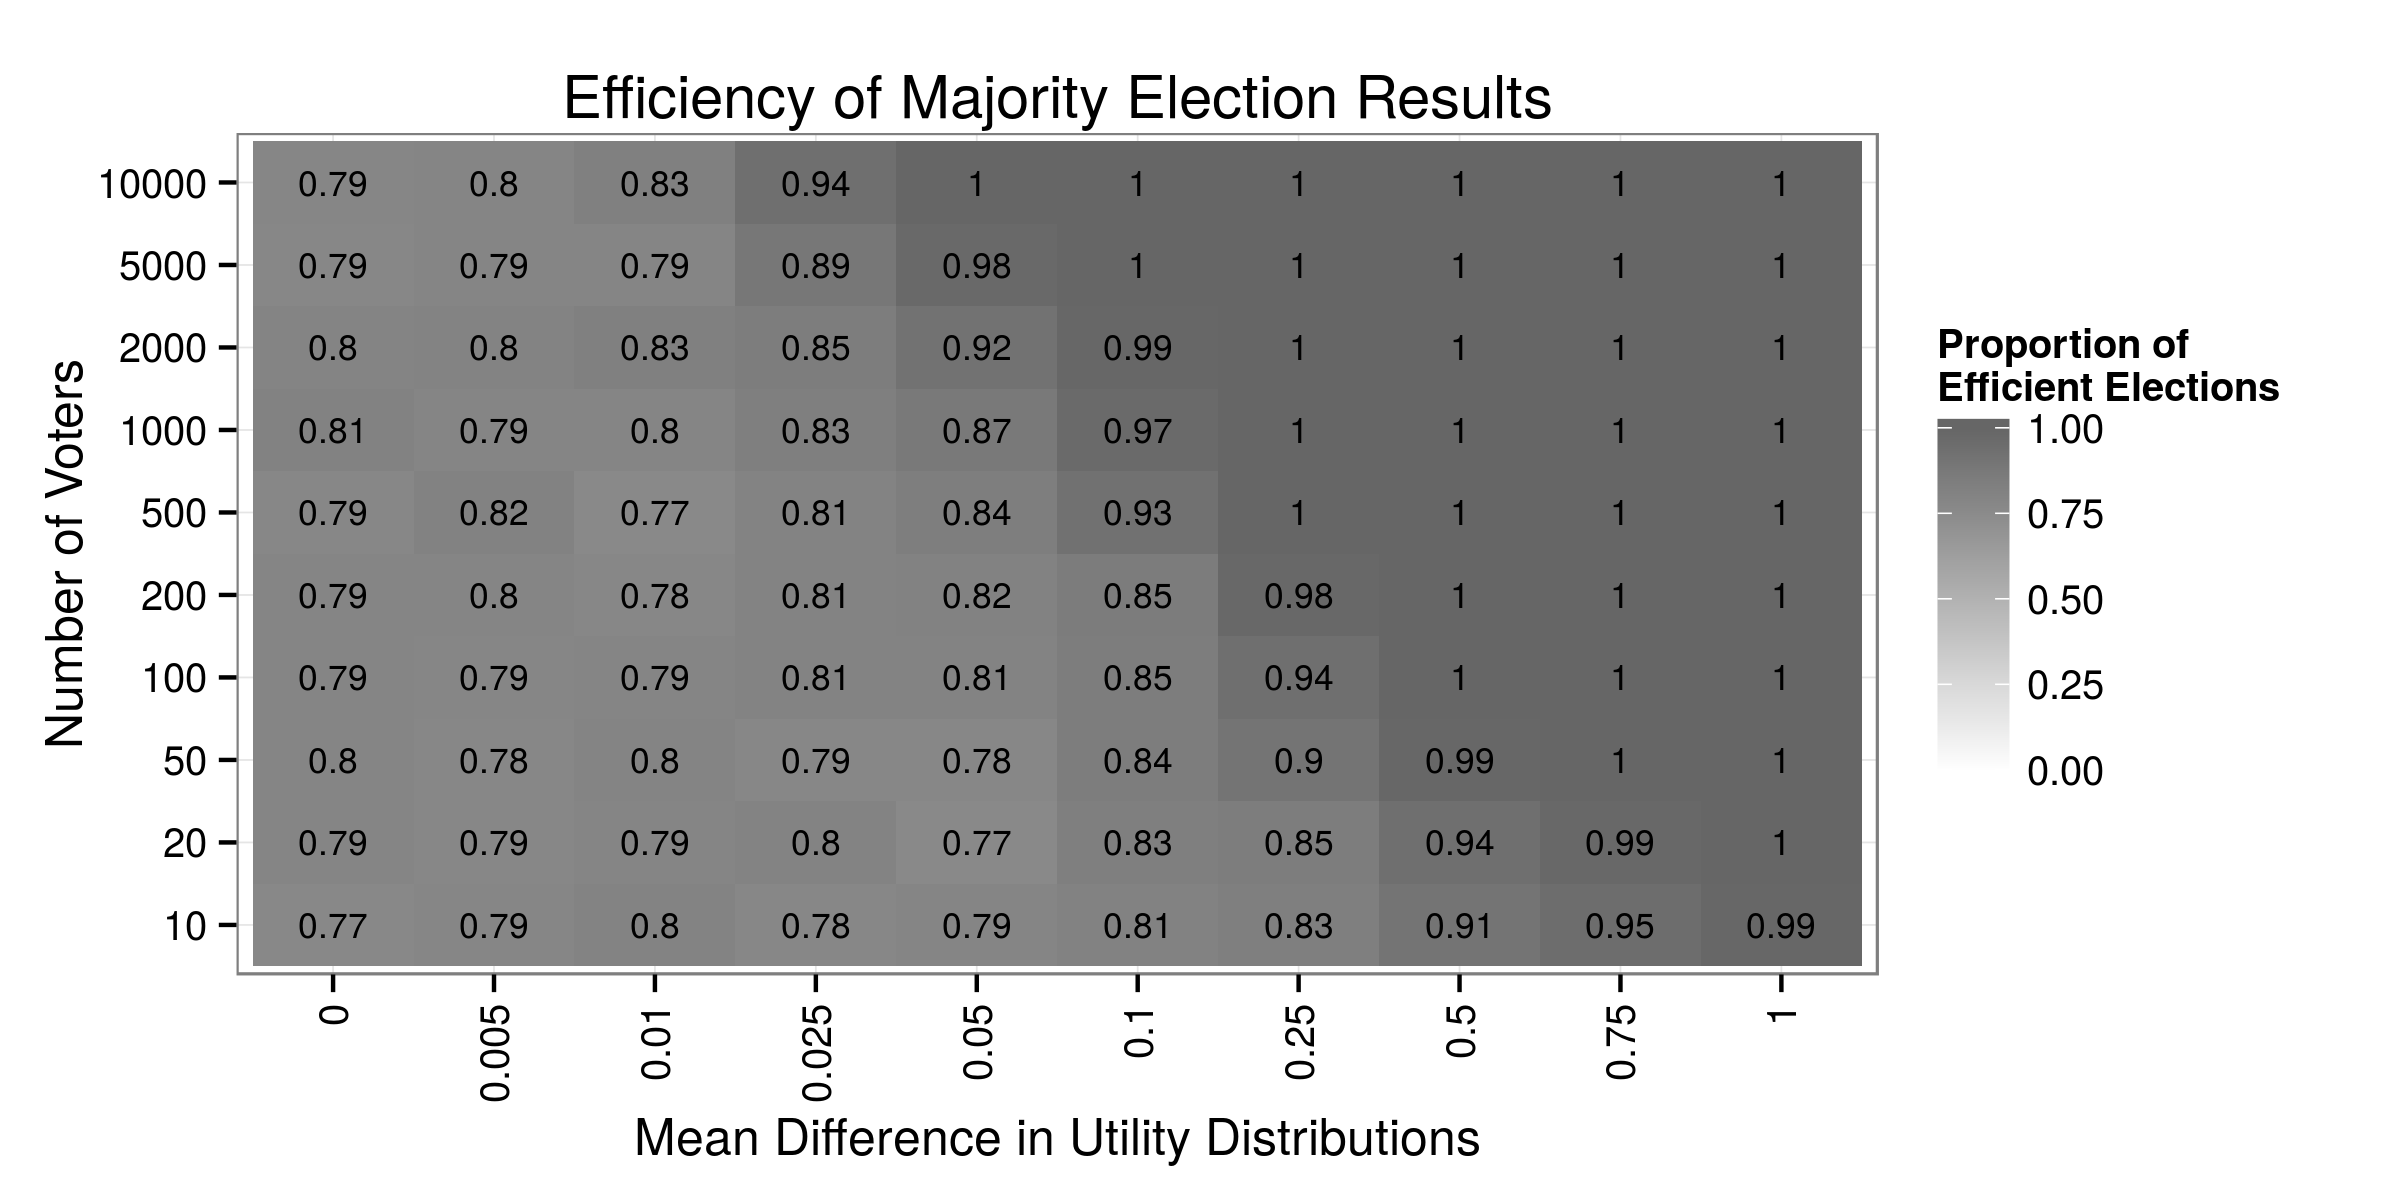 Efficiency of Majority Election Results
Number of Voters
10000 0.79 0.8 0.83 0.94 1 1 1 1 1 1
5000 0.79 0.79 0.79 0.89 0.98 1 1 1 1 1
2000 0.8 0.8 0.83 0.85 0.92 0.99 1 1 1 1
1000 0.81 0.79 0.8 0.83 0.87 0.97 1 1 1 1
500 0.79 0.82 0.77 0.81 0.84 0.93 1 1 1 1
200 0.79 0.8 0.78 0.81 0.82 0.85 0.98 1 1 1
100 0.79 0.79 0.79 0.81 0.81 0.85 0.94 1 1 1
50 0.8 0.78 0.8 0.79 0.78 0.84 0.9 0.99 1 1
20 0.79 0.79 0.79 0.8 0.77 0.83 0.85 0.94 0.99 1
10 0.77 0.79 0.8 0.78 0.79 0.81 0.83 0.91 0.95 0.99
0 0.005 0.01 0.025 0.05 0.1 0.25 0.5 0.75 1
Mean Difference in Utility Distributions
Proportion of
Efficient Elections
1.00
0.75
0.50
0.25
0.00